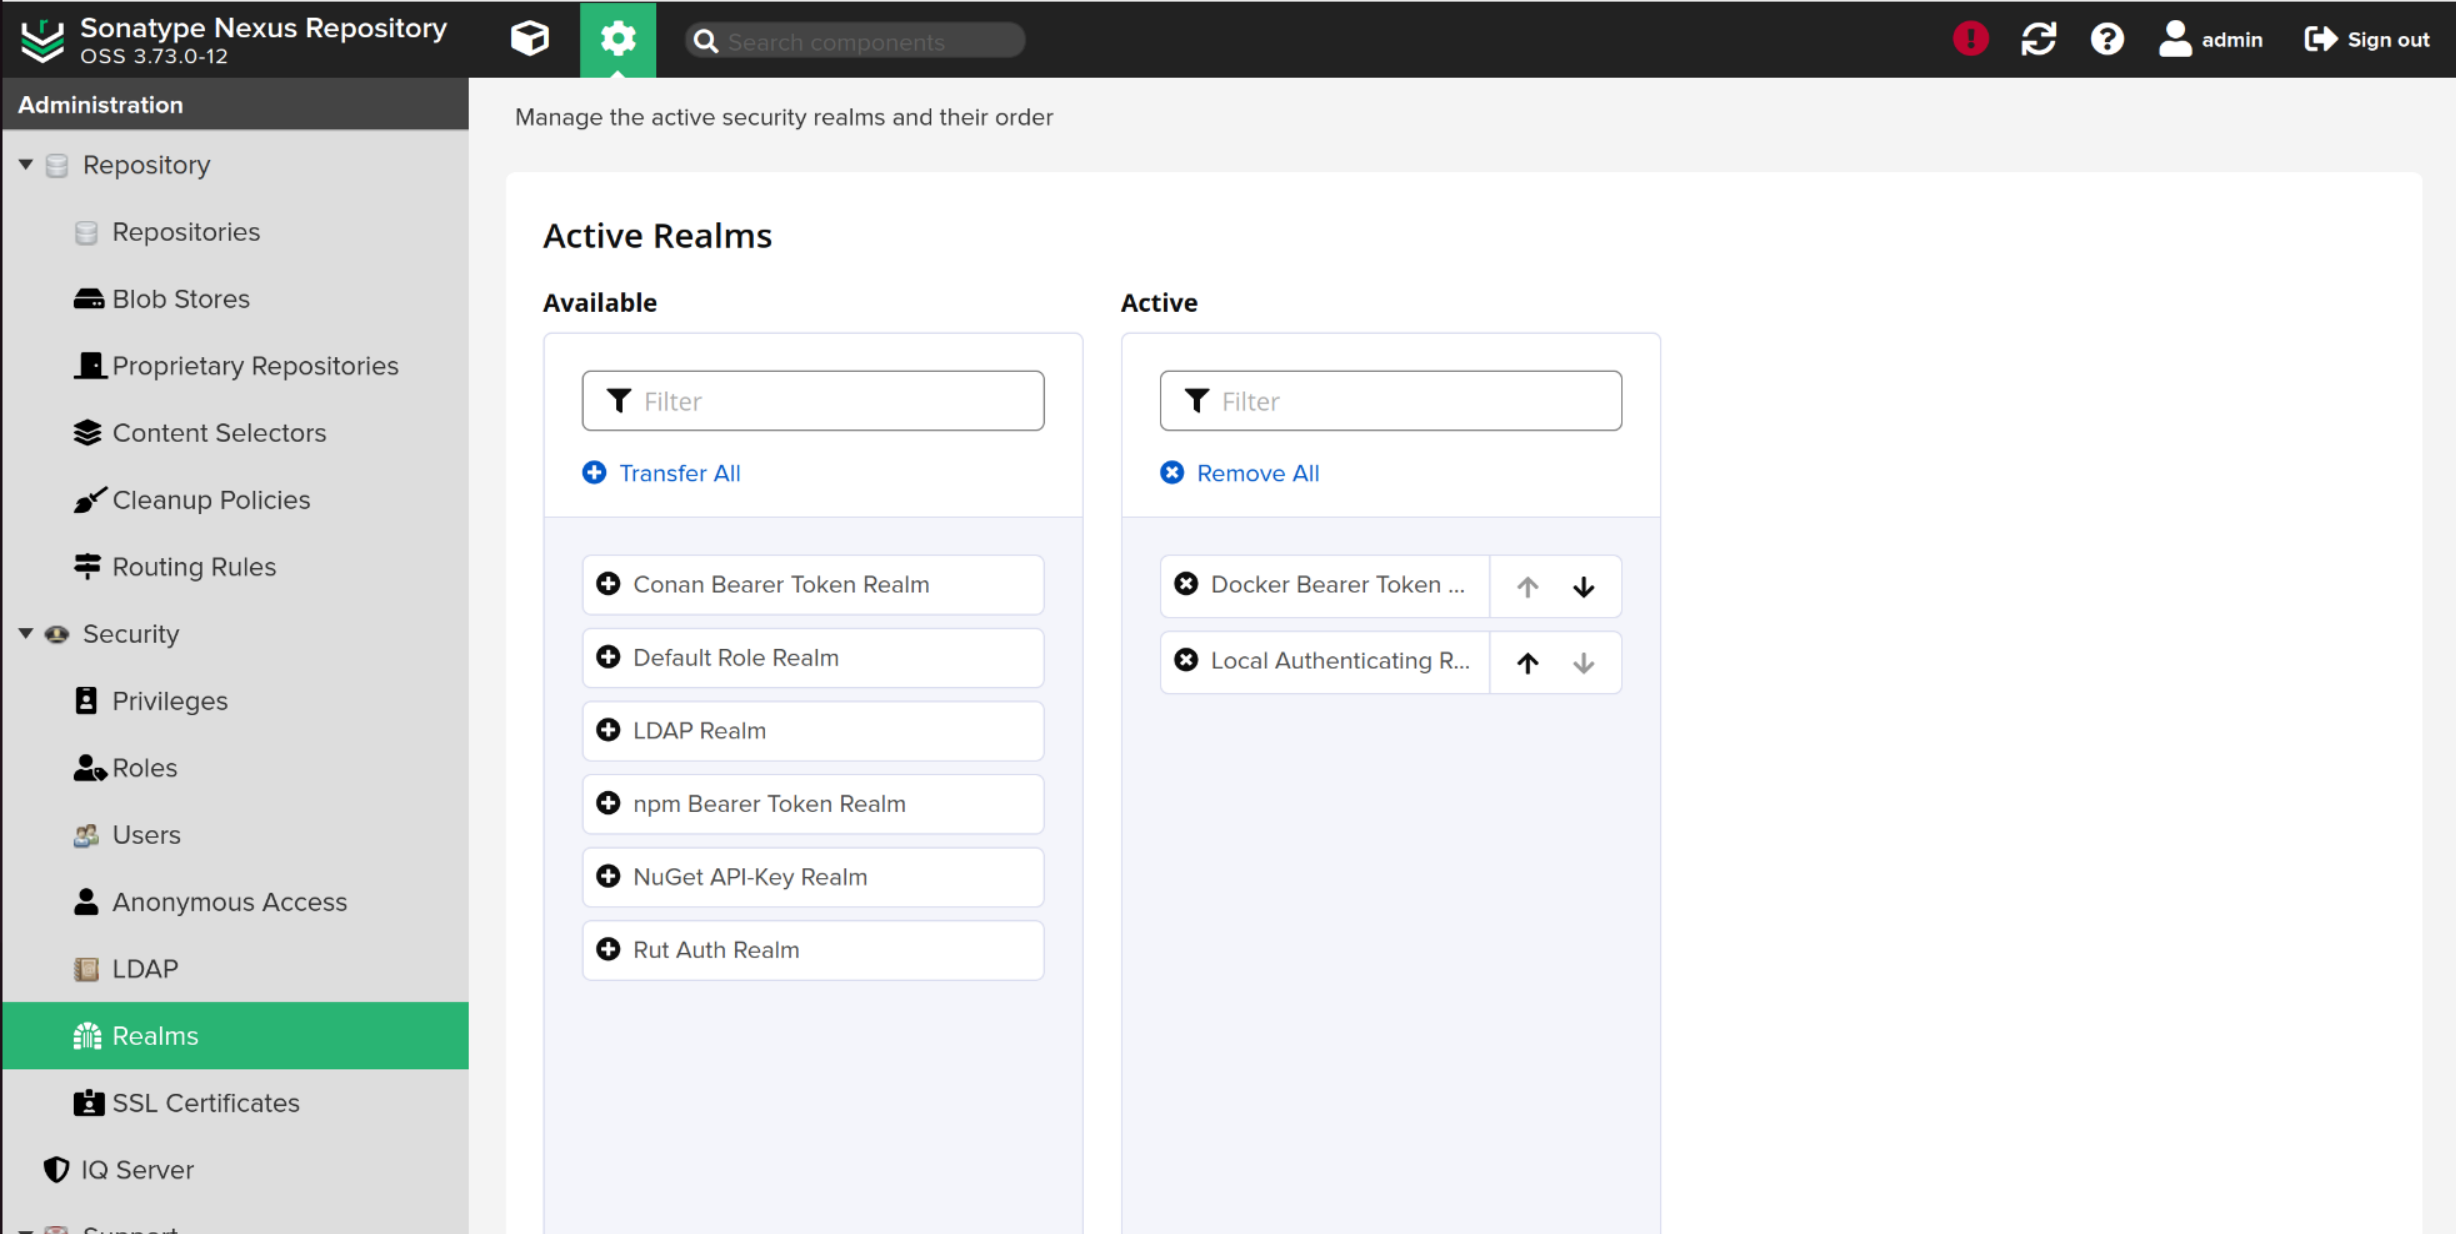 Sonatype Nexus Repository
OSS 3.73.0-12
Search components
admin
Sign out
Administration
Repository
Repositories
Blob Stores
Proprietary Repositories
Content Selectors
Cleanup Policies
Routing Rules
Security
Privileges
Roles
Users
Anonymous Access
LDAP
Realms
SSL Certificates
IQ Server
Support
Manage the active security realms and their order
Active Realms
Available
Filter
Transfer All
Conan Bearer Token Realm
Default Role Realm
LDAP Realm
npm Bearer Token Realm
NuGet API-Key Realm
Rut Auth Realm
Active
Filter
Remove All
Docker Bearer Token ...
Local Authenticating R...